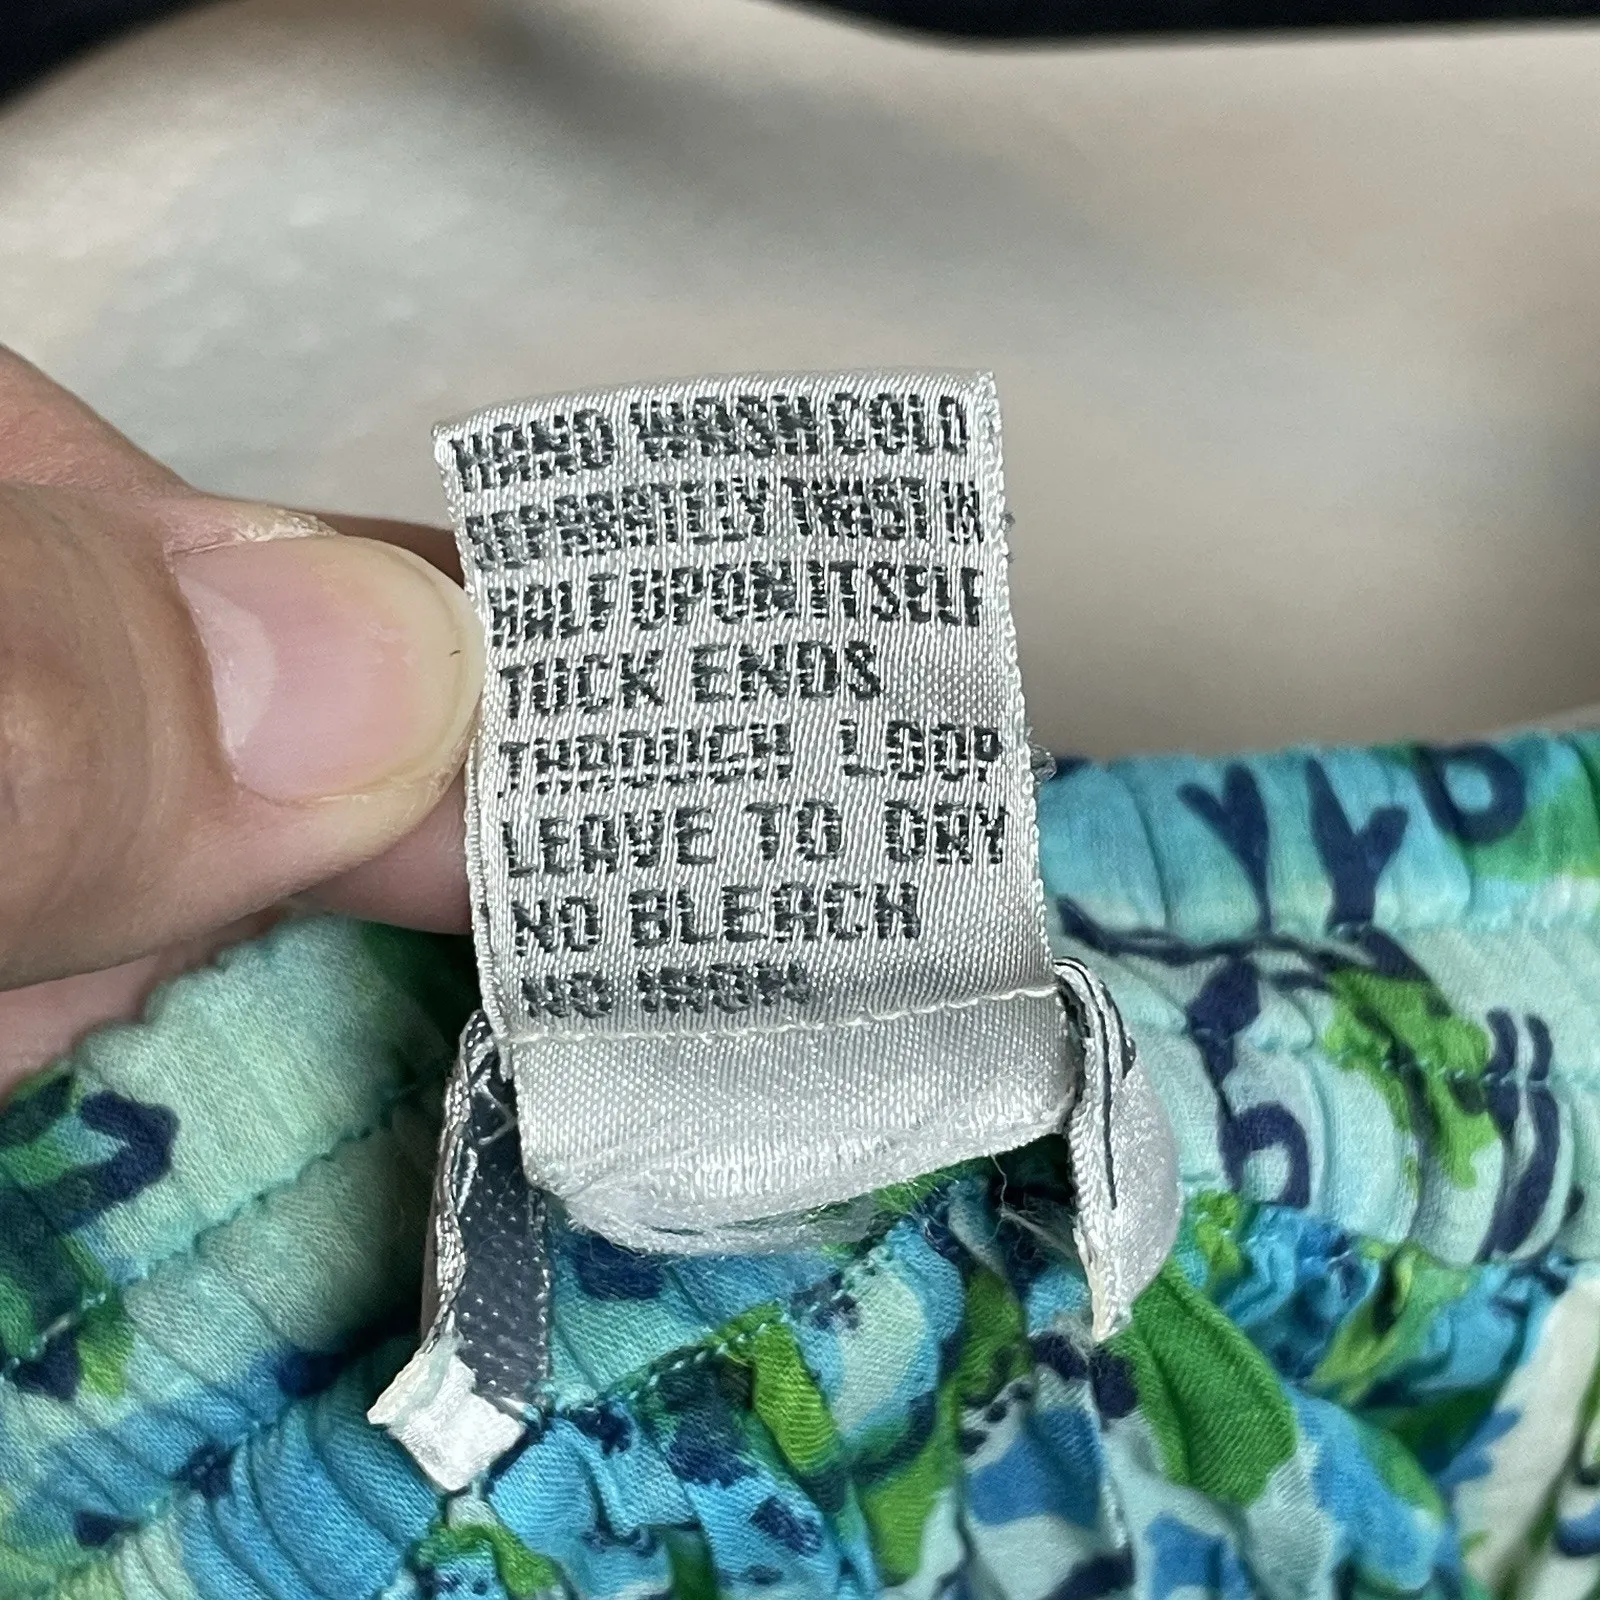 HAND WASH COLD
SEPARATELY TWIST IN
HALF UPON ITSELF
TUCK ENDS
THROUGH LOOP
LEAVE TO DRY
NO BLEACH
NO IRON